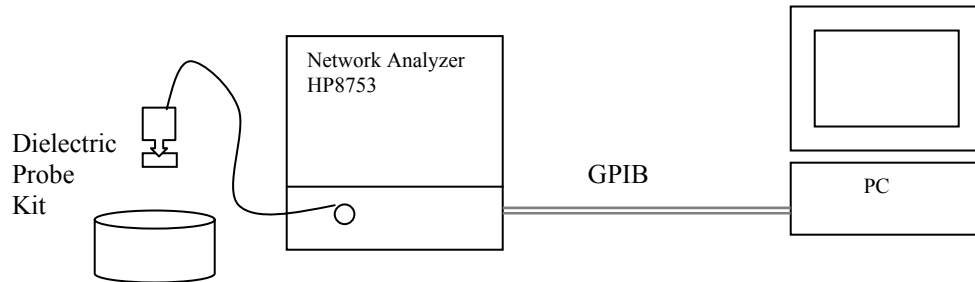 Network Analyzer
HP8753
Dielectric
Probe
Kit
GPIB
PC